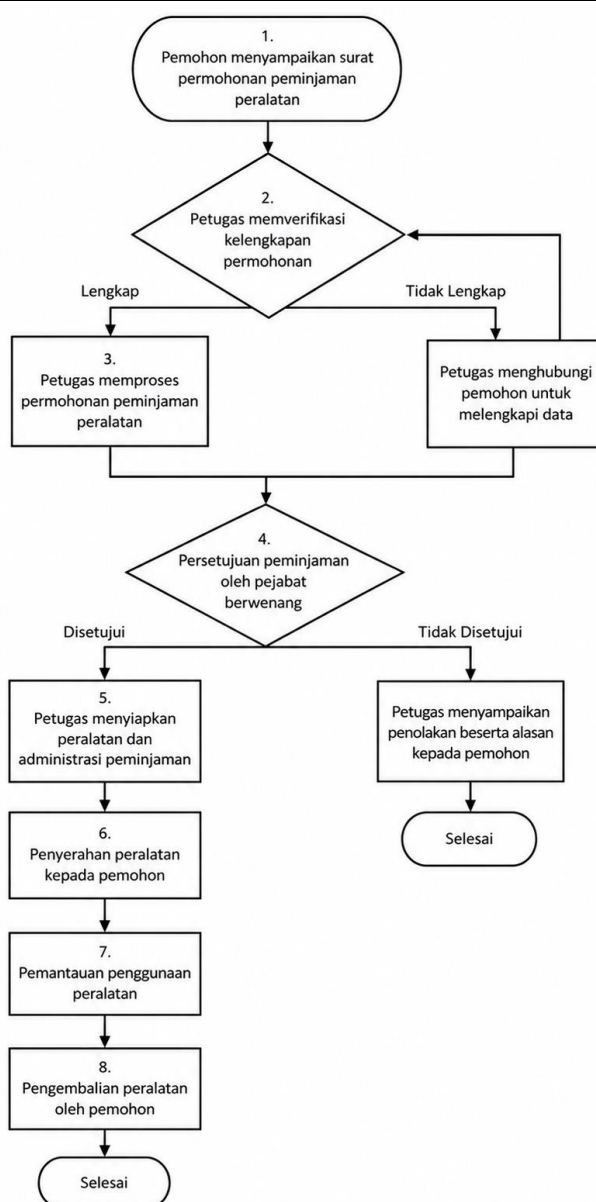 1.
Pemohon menyampaikan surat
permohonan peminjaman
peralatan
2.
Petugas memverifikasi
kelengkapan
permohonan
Lengkap
Tidak Lengkap
3.
Petugas memproses
permohonan peminjaman
peralatan
Petugas menghubungi
pemohon untuk
melengkapi data
4.
Persetujuan peminjaman
oleh pejabat
berwenang
Disetujui
Tidak Disetujui
5.
Petugas menyiapkan
peralatan dan
administrasi peminjaman
Petugas menyampaikan
penolakan beserta alasan
kepada pemohon
6.
Penyerahan peralatan
kepada pemohon
Selesai
7.
Pemantauan penggunaan
peralatan
8.
Pengembalian peralatan
oleh pemohon
Selesai